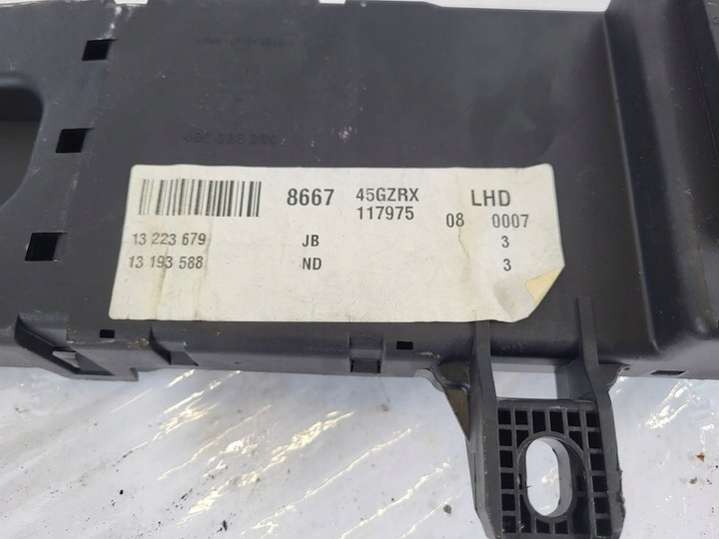 8667 45GZRX LHD
117975 08 0007
13 223 679 JB 3
13 193 588 ND 3